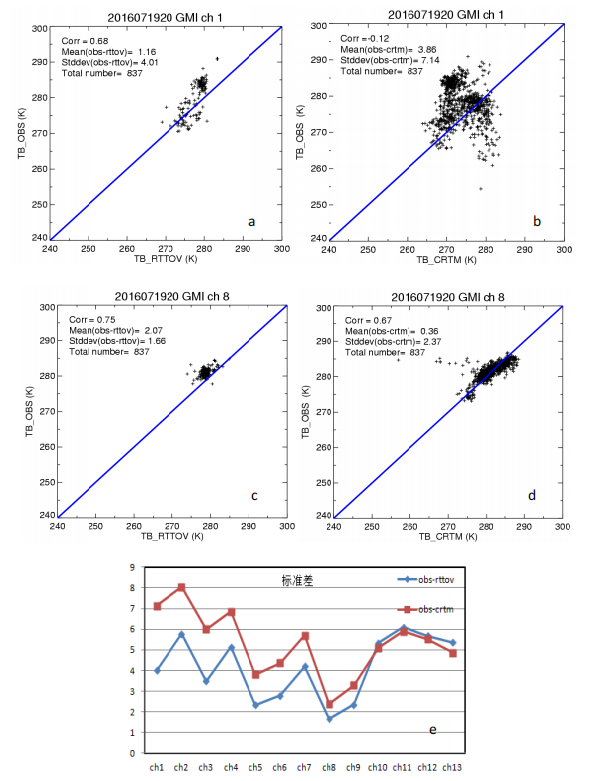 2016071920 GMI ch 1
Corr = 0.68
Mean(obs-rttov)= 1.16
Stddev(obs-rttov)= 4.01
Total number= 837
300
290
280
270
260
250
240
TB_OBS (K)
a
240 250 260 270 280 290 300
TB_RTTOV (K)
2016071920 GMI ch 1
Corr =-0.12
Mean(obs-crtm)= 3.86
Stddev(obs-crtm)= 7.14
Total number= 837
300
290
280
270
260
250
240
TB_OBS (K)
b
240 250 260 270 280 290 300
TB_CRTM (K)
2016071920 GMI ch 8
Corr = 0.75
Mean(obs-rttov)= 2.07
Stddev(obs-rttov)= 1.66
Total number= 837
300
290
280
270
260
250
240
TB_OBS (K)
c
240 250 260 270 280 290 300
TB_RTTOV (K)
2016071920 GMI ch 8
Corr = 0.67
Mean(obs-crtm)= 0.36
Stddev(obs-crtm)= 2.37
Total number= 837
300
290
280
270
260
250
240
TB_OBS (K)
d
240 250 260 270 280 290 300
TB_CRTM (K)
标准差
obs-rttov
obs-crtm
9
8
7
6
5
4
3
2
1
0
e
ch1 ch2 ch3 ch4 ch5 ch6 ch7 ch8 ch9 ch10 ch11 ch12 ch13